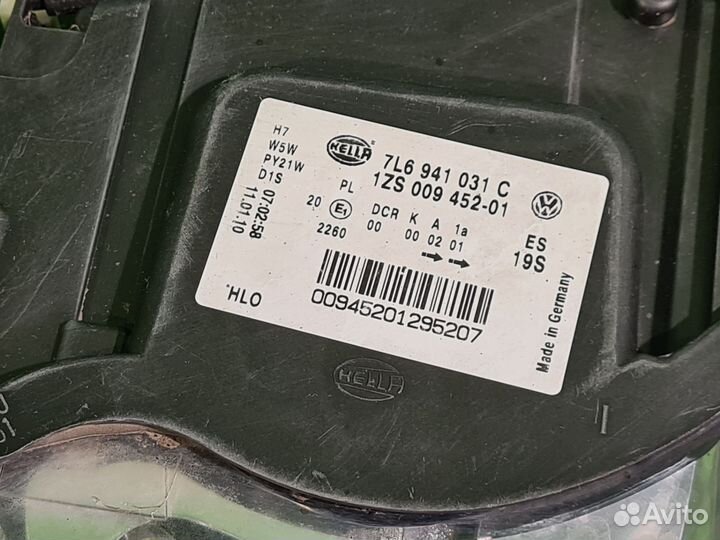 H7
W5W
PY21W
D1S
HELLA
7L6 941 031 C
1ZS 009 452-01
PL
07:02:58
11.01.10
20 E1
2260
DCR K A 1a
00 00 02 01
ES
19S
HLO
00945201295207
Made in Germany
HELLA
Avito